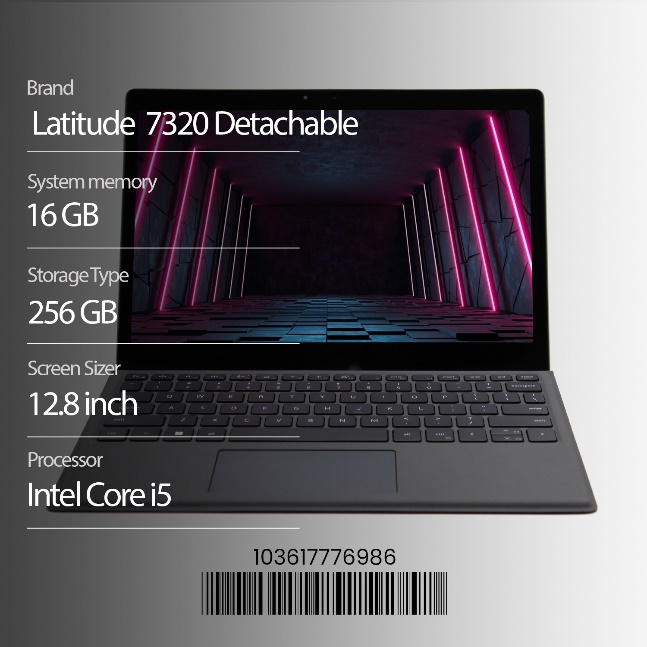 Brand
Latitude 7320 Detachable
System memory
16 GB
Storage Type
256 GB
Screen Sizer
12.8 inch
Processor
Intel Core i5
103617776986